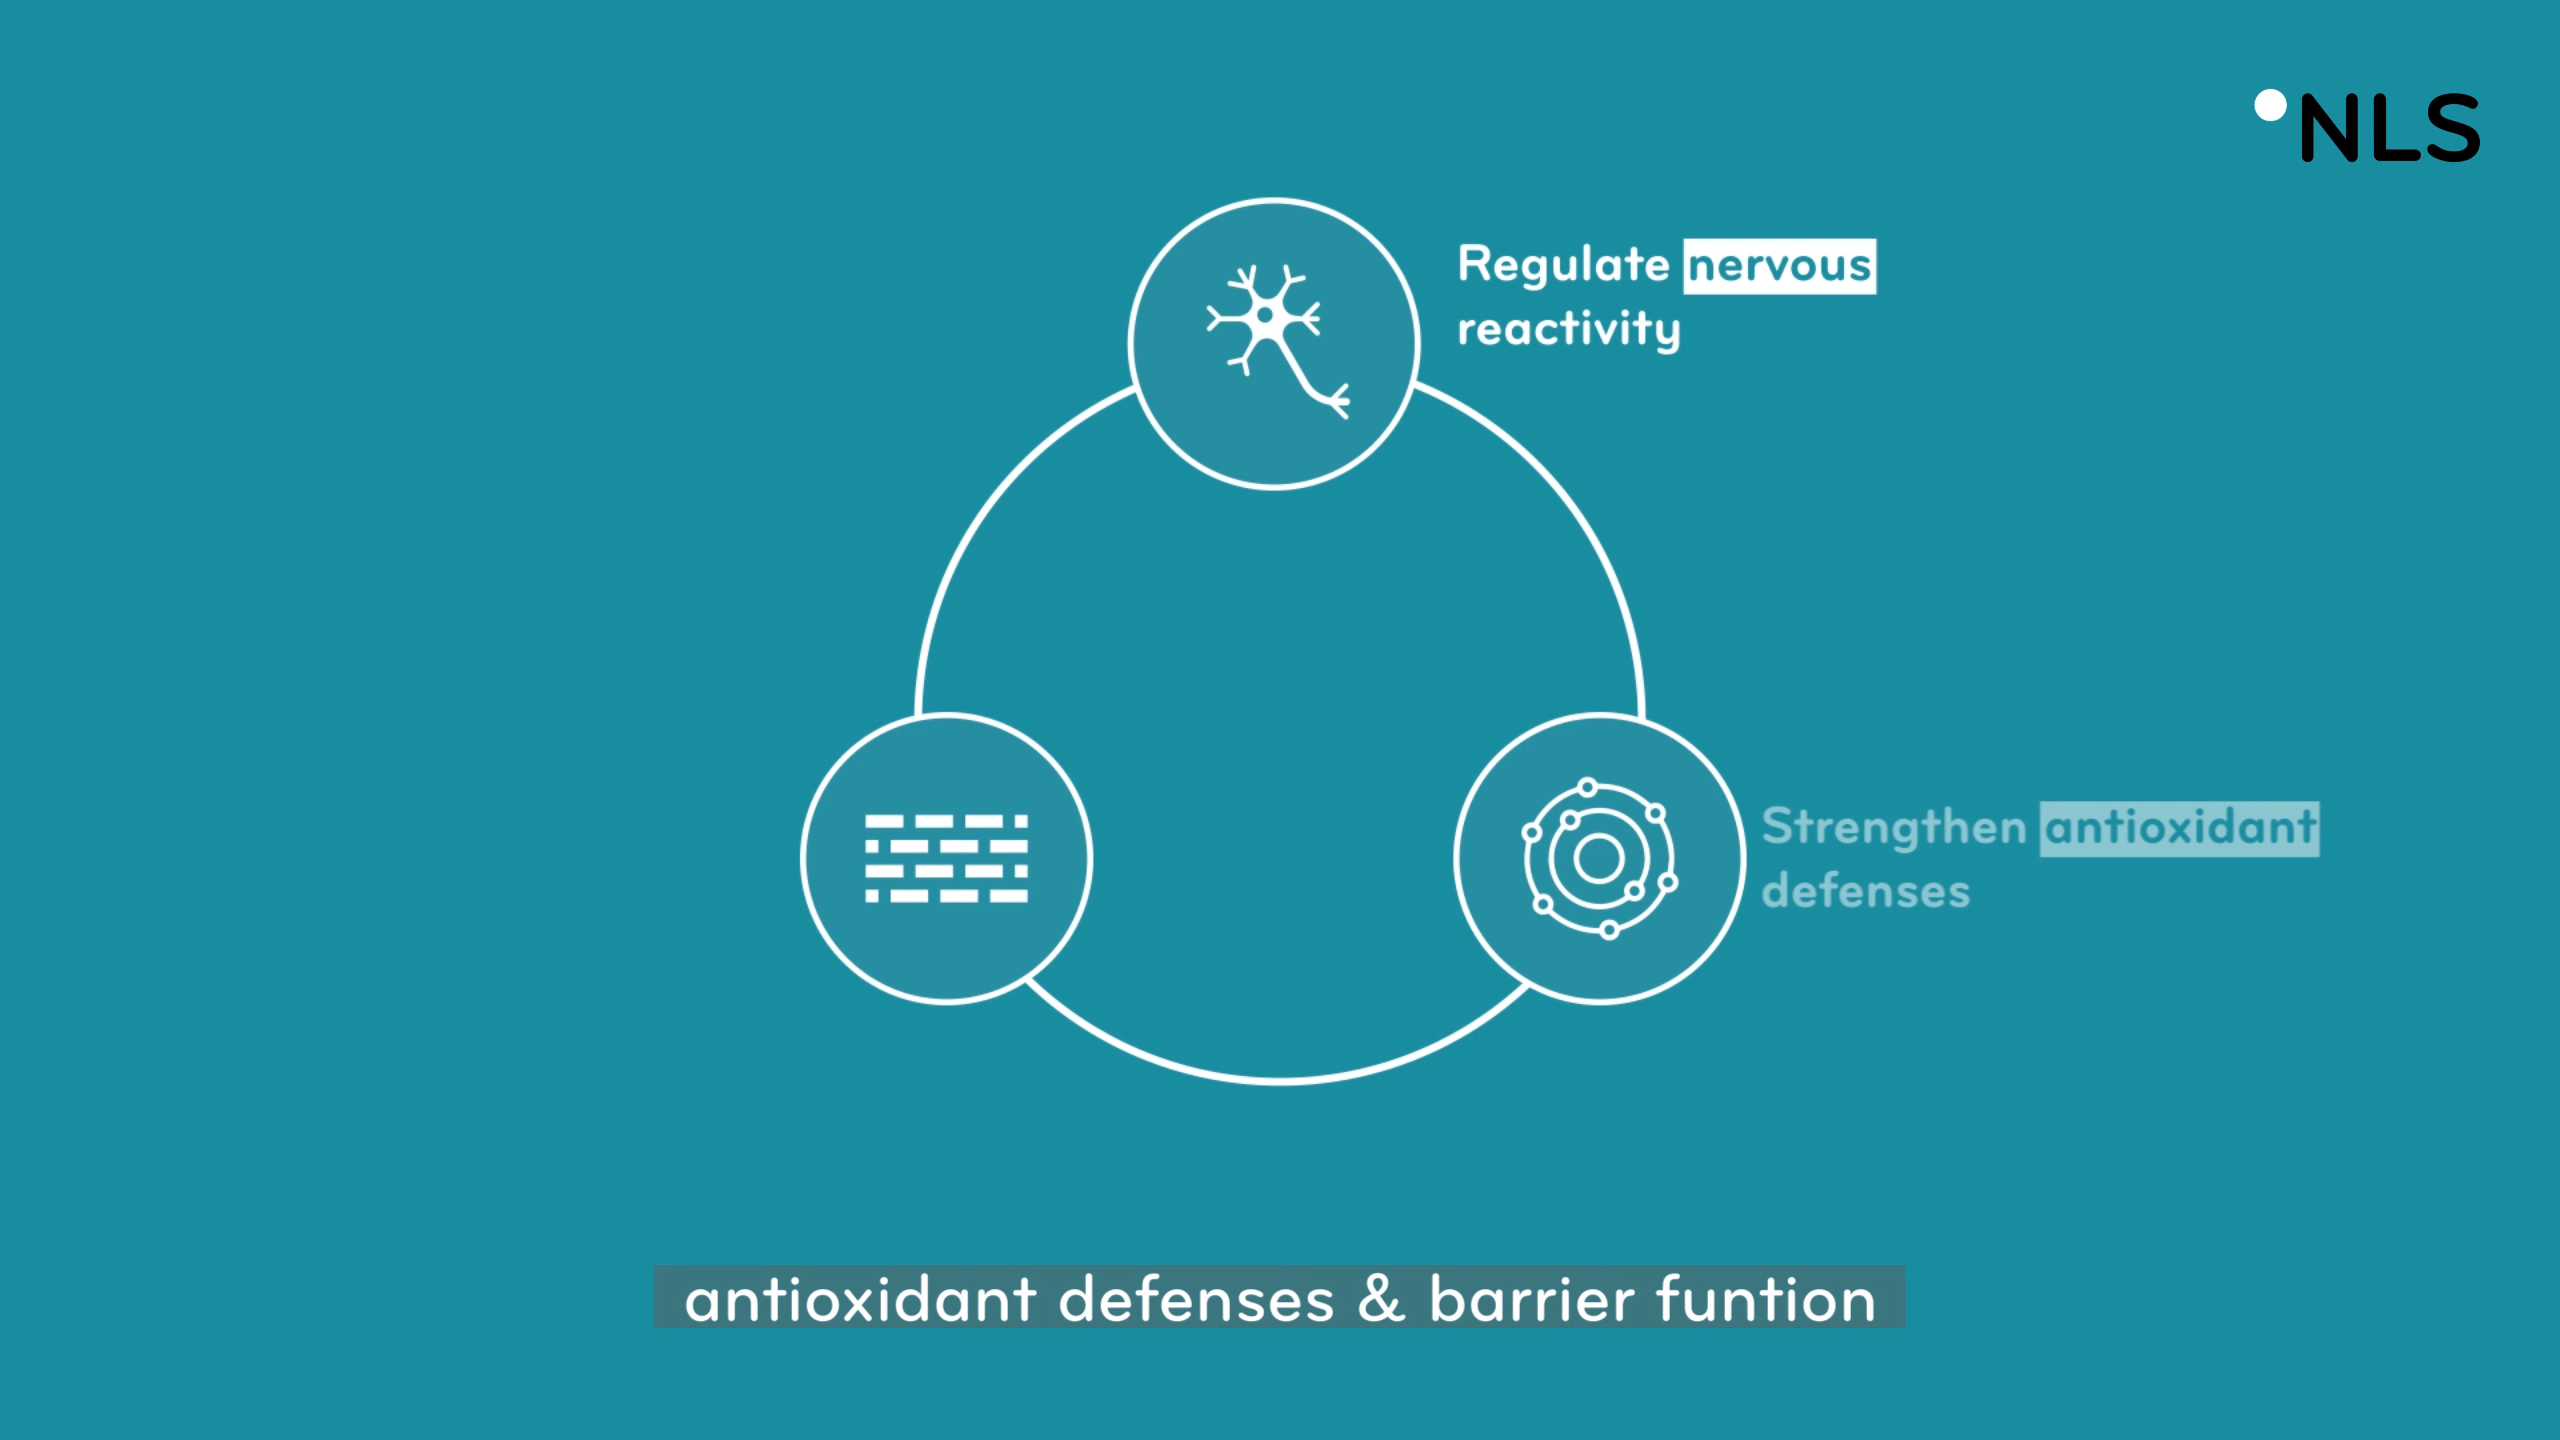 NLS
Regulate nervous
reactivity
Strengthen antioxidant
defenses
antioxidant defenses & barrier funtion